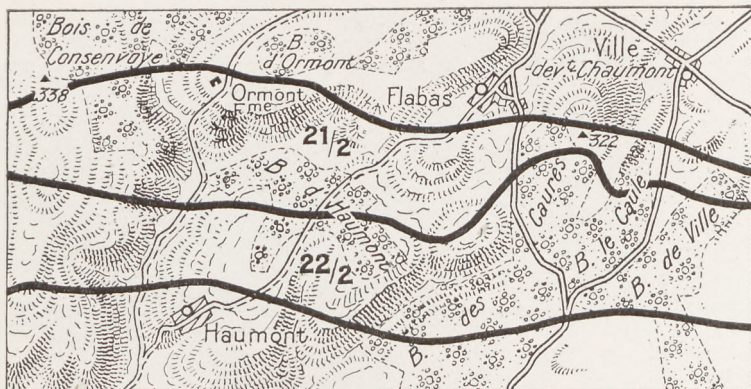 Bois de
Consenvoye
338
B
d'Ormont
Ormont
Fme
21/2
Flabas
Ville
dev.t Chaumont
322
B d'Haumont
22/2
Haumont
B des Caures
B le Caule
B de Ville